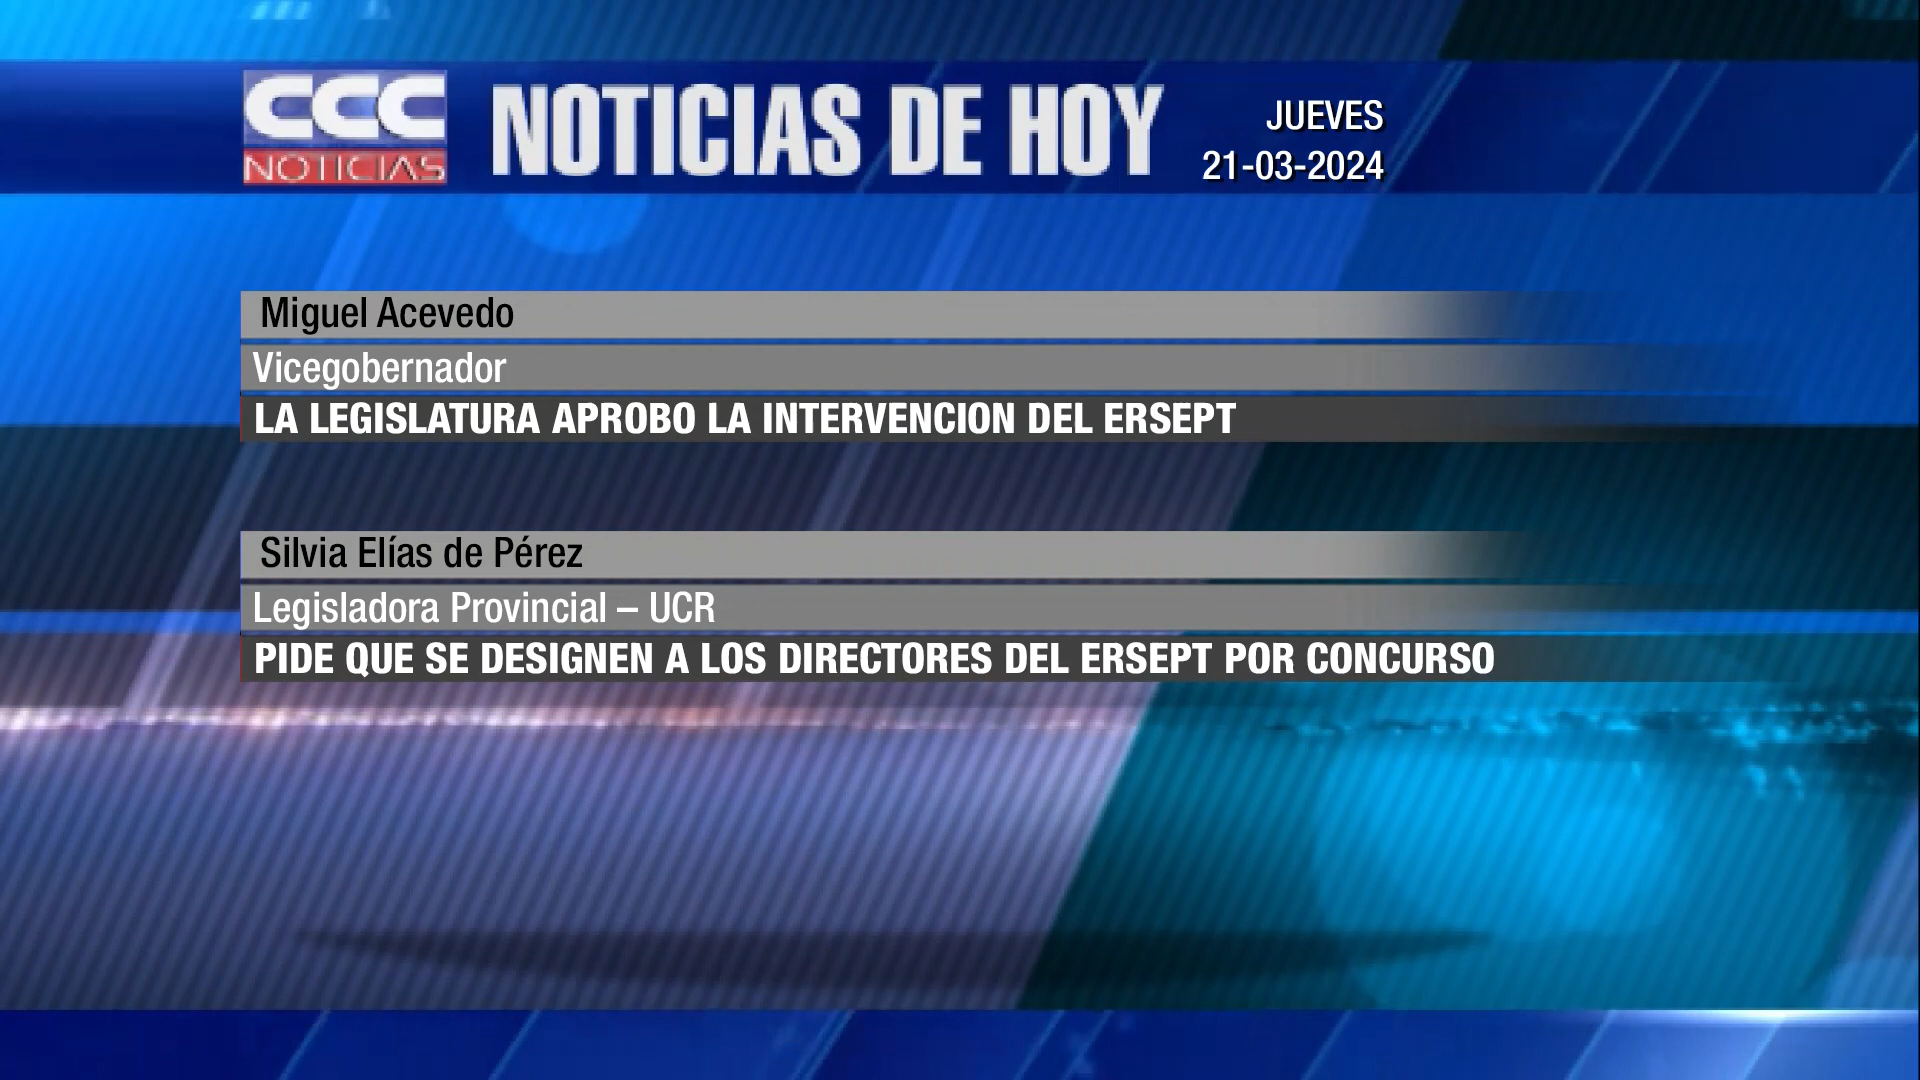 CCC
NOTICIAS
NOTICIAS DE HOY
JUEVES
21-03-2024
Miguel Acevedo
Vicegobernador
LA LEGISLATURA APROBO LA INTERVENCION DEL ERSEPT
Silvia Elías de Pérez
Legisladora Provincial – UCR
PIDE QUE SE DESIGNEN A LOS DIRECTORES DEL ERSEPT POR CONCURSO